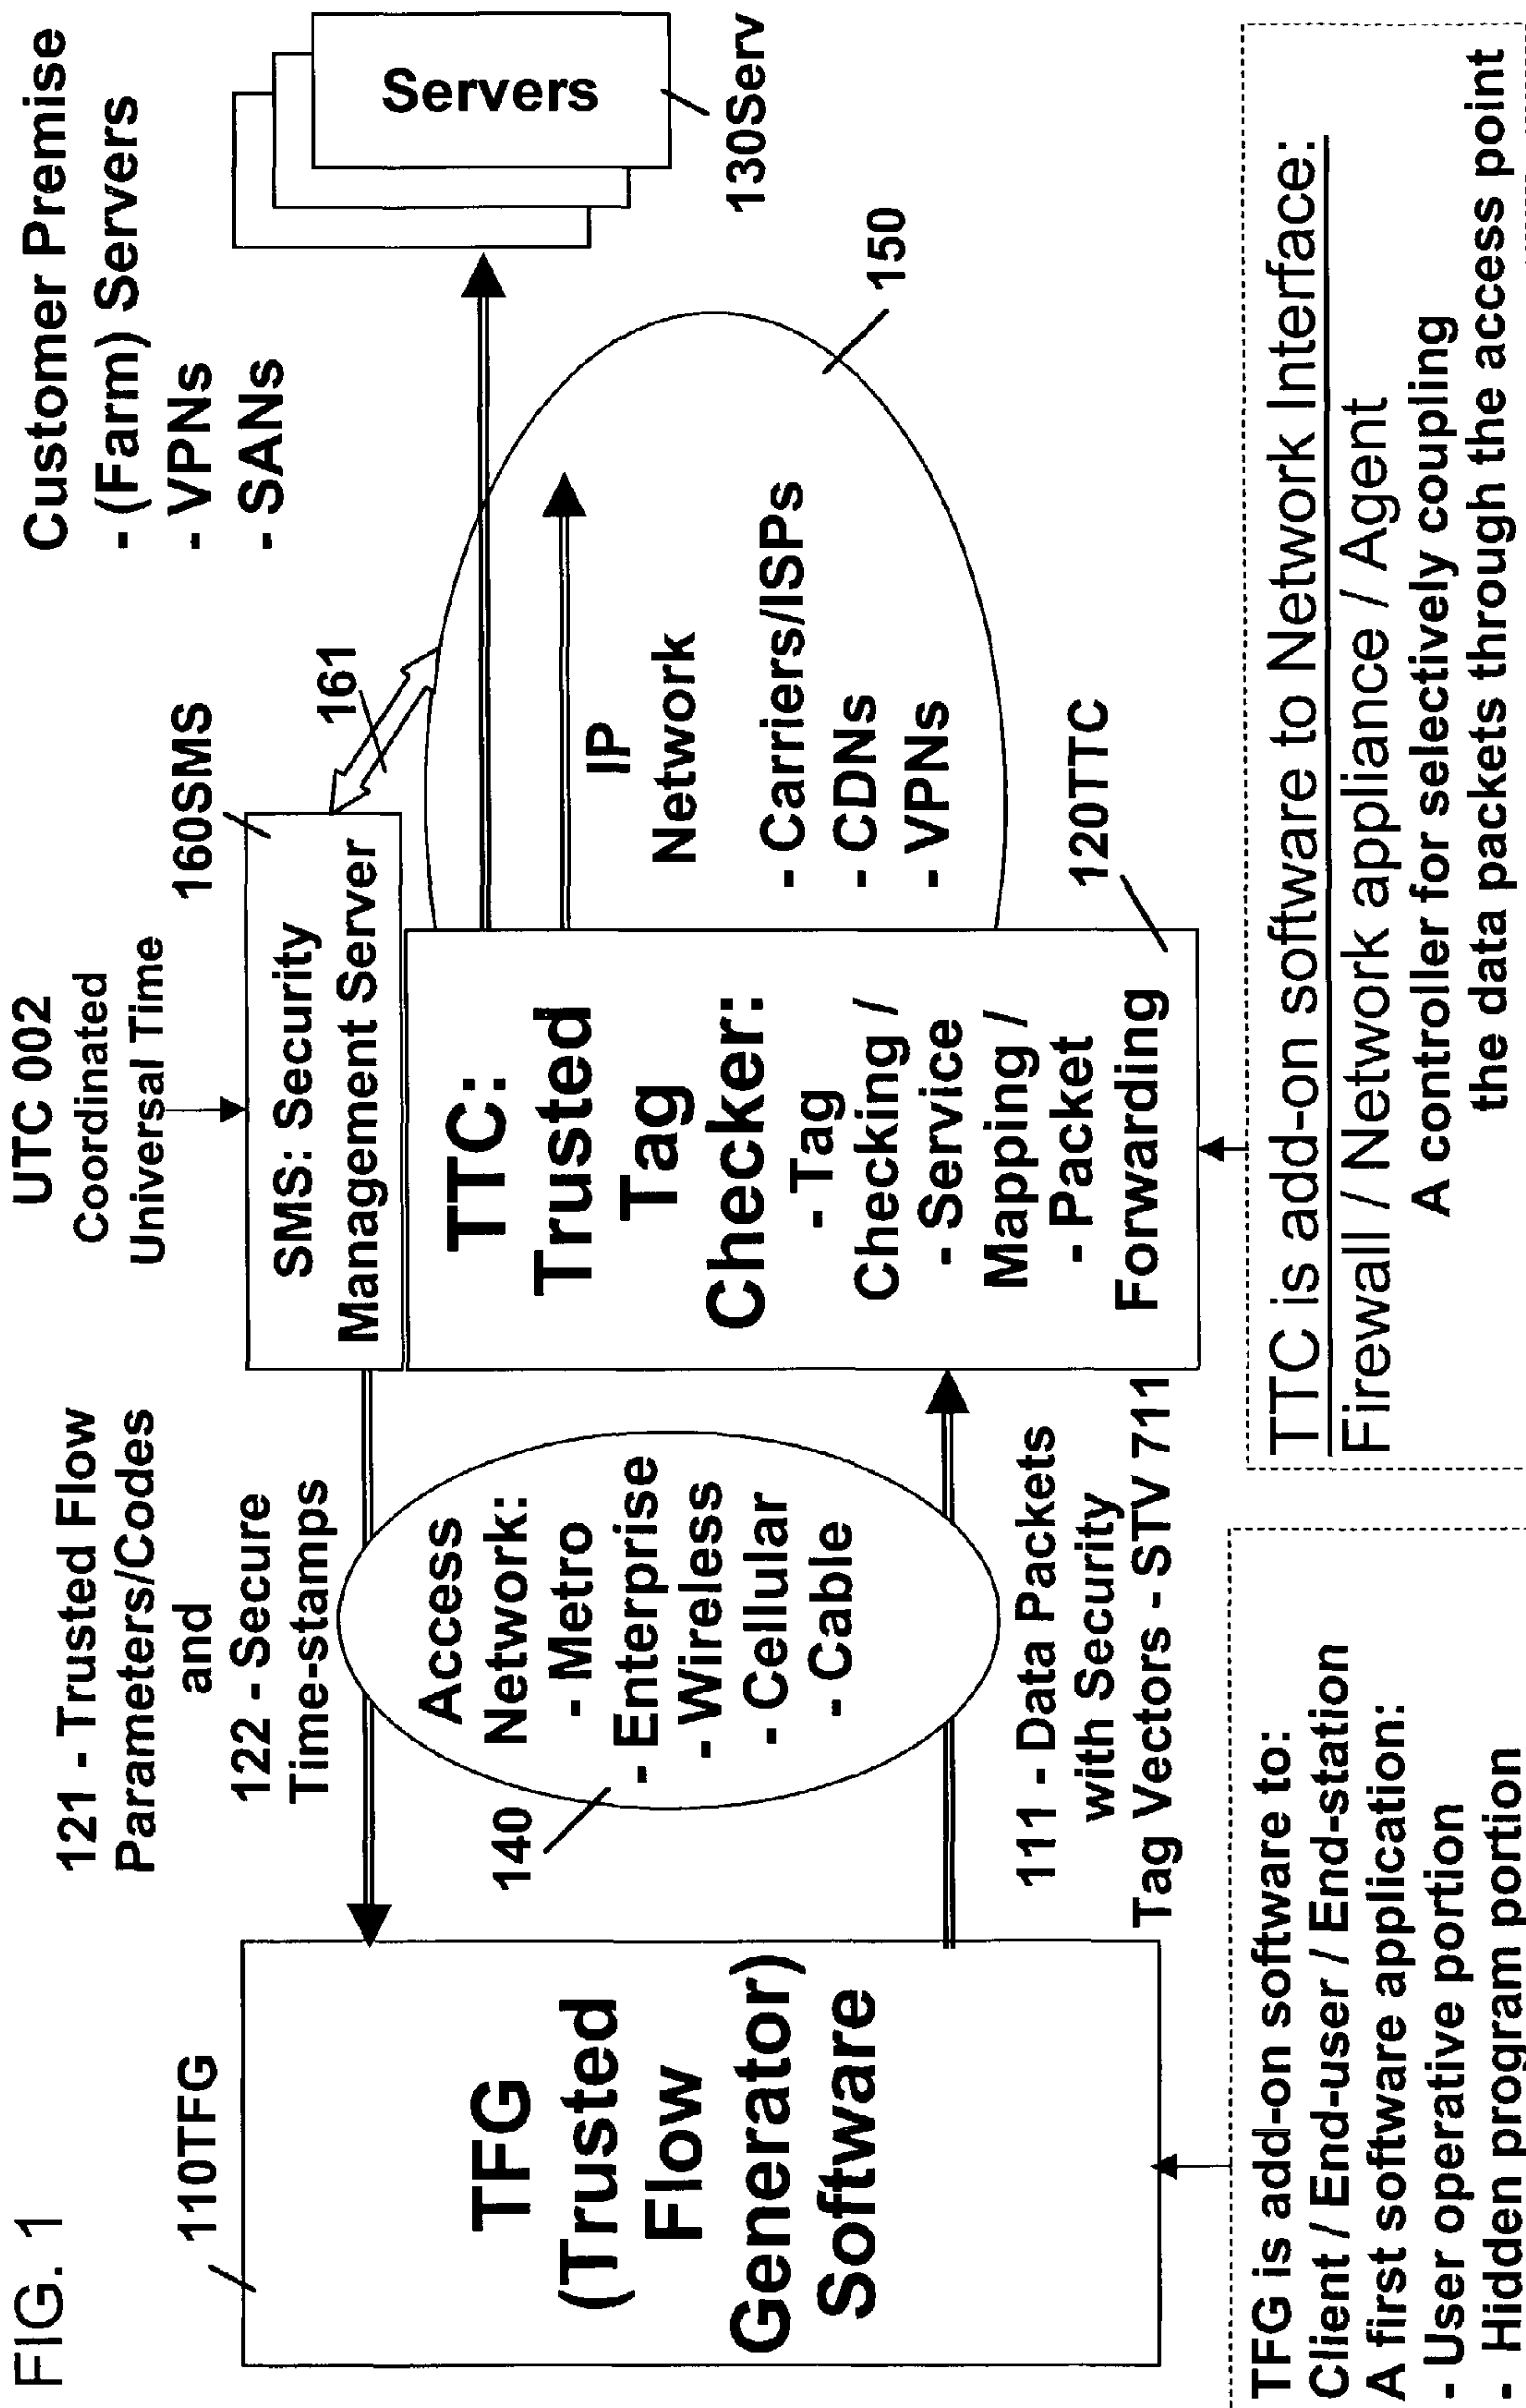 FIG. 1
110TFG
TFG
(Trusted
Flow
Generator)
Software
TFG is add-on software to:
Client / End-user / End-station
A first software application:
- User operative portion
- Hidden program portion
121 - Trusted Flow
Parameters/Codes
and
122 - Secure
Time-stamps
Access
Network:
- Metro
- Enterprise
- Wireless
- Cellular
- Cable
140
111 - Data Packets
with Security
Tag Vectors - STV 711
UTC 002
Coordinated
Universal Time
160SMS
SMS: Security
Management Server
161
TTC:
Trusted
Tag
Checker:
- Tag
Checking /
- Service
Mapping /
- Packet
Forwarding
120TTC
IP
Network
- Carriers/ISPs
- CDNs
- VPNs
150
Customer Premise
- (Farm) Servers
- VPNs
- SANs
Servers
130Serv
TTC is add-on software to Network Interface:
Firewall / Network appliance / Agent
A controller for selectively coupling
the data packets through the access point